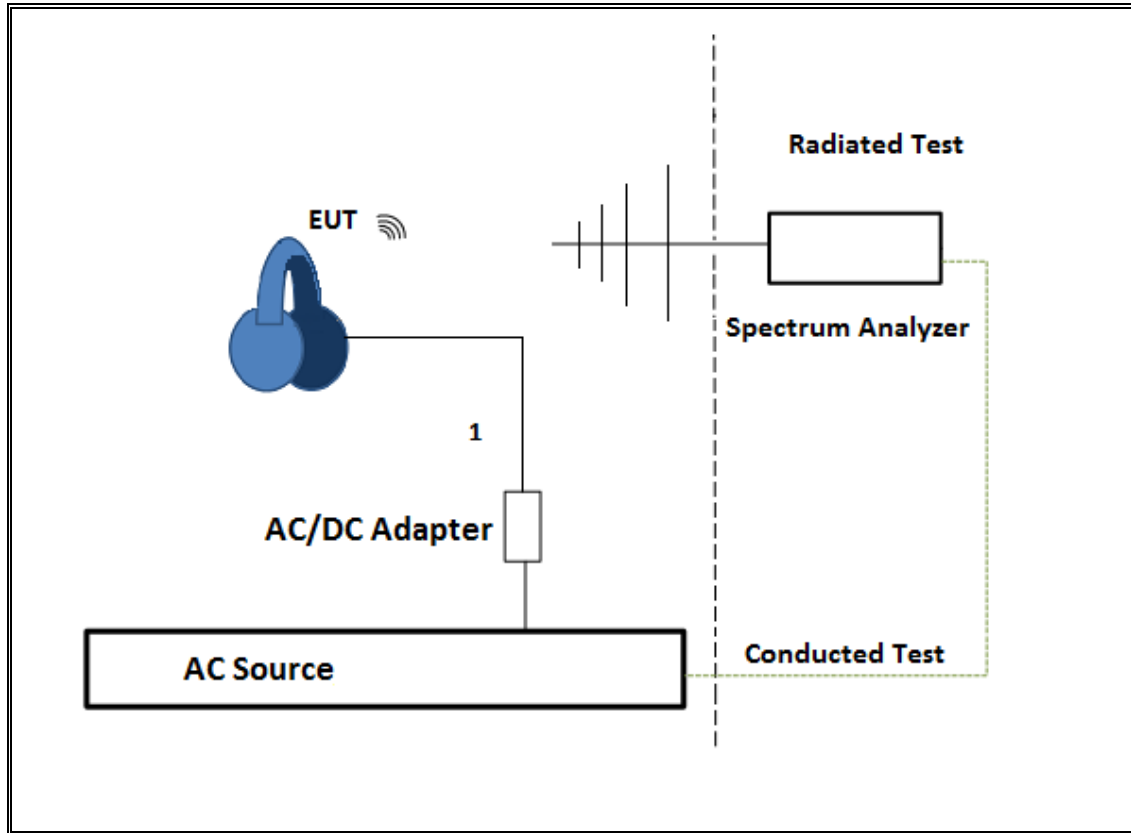 Radiated Test
EUT
Spectrum Analyzer
1
AC/DC Adapter
Conducted Test
AC Source